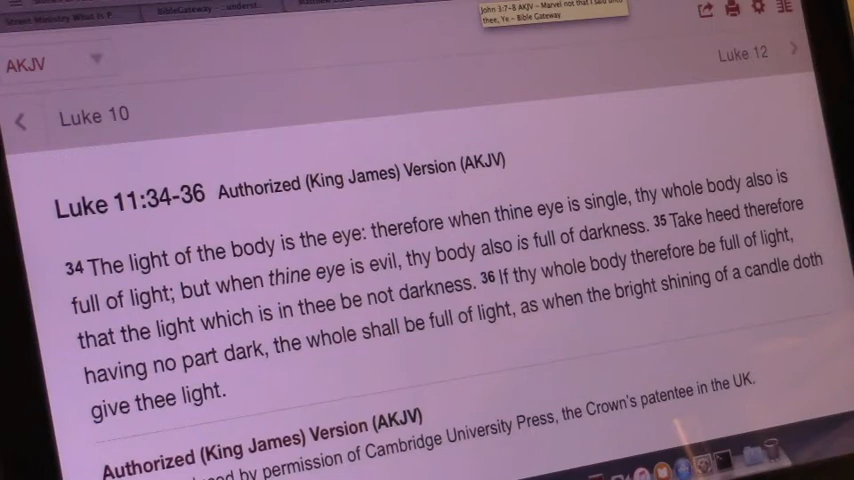 Street Ministry What Is
BibleGateway - : underst...
John 3:7-8 AKJV – Marvel not that I said unto
thee, Ye – Bible Gateway
AKJV
Luke 12
Luke 10
Luke 11:34-36 Authorized (King James) Version (AKJV)
34 The light of the body is the eye: therefore when thine eye is single, thy whole body also is
full of light; but when thine eye is evil, thy body also is full of darkness. 35 Take heed therefore
that the light which is in thee be not darkness. 36 If thy whole body therefore be full of light,
having no part dark, the whole shall be full of light, as when the bright shining of a candle doth
give thee light.
Authorized (King James) Version (AKJV)
by permission of Cambridge University Press, the Crown's patentee in the UK.